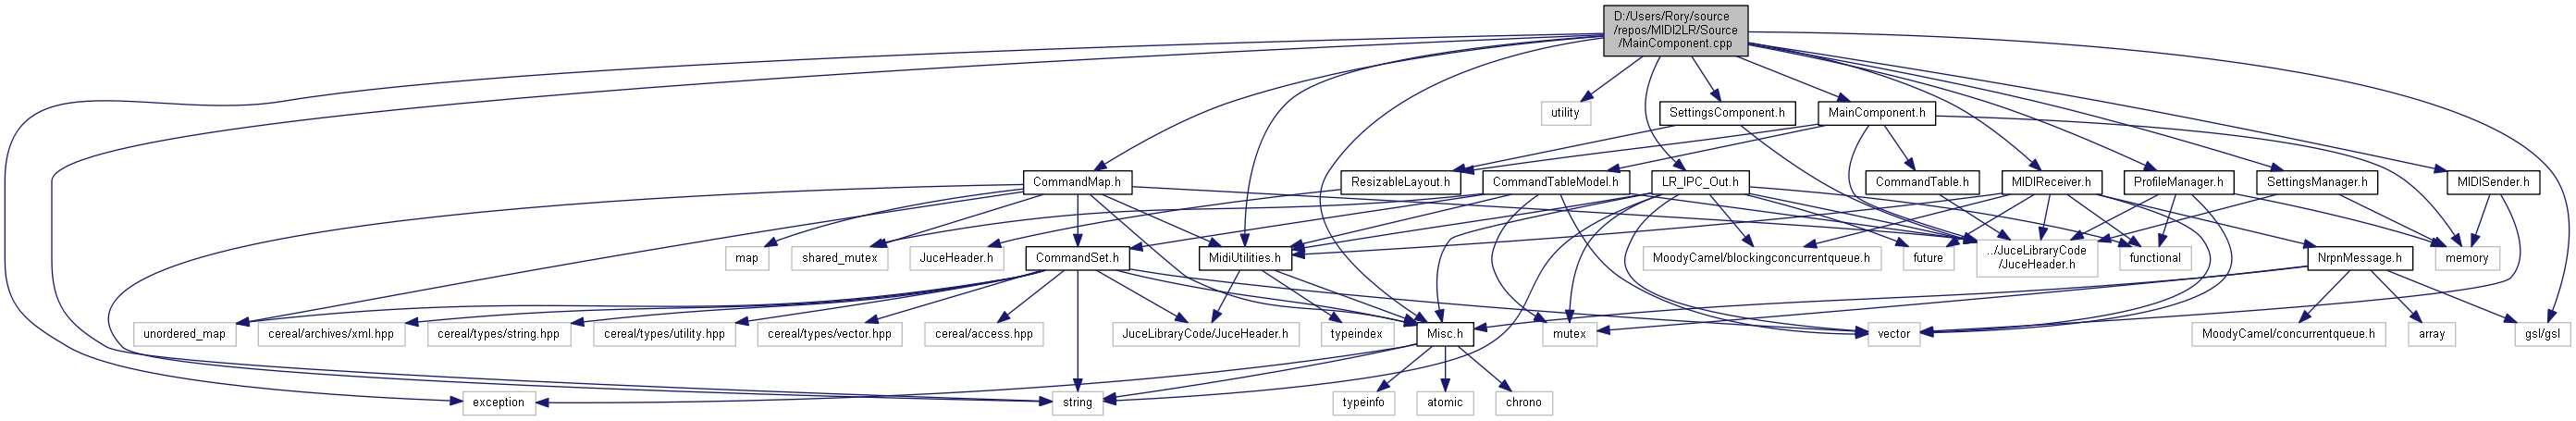 D:/Users/Rory/source
/repos/MIDI2LR/Source
/MainComponent.cpp
utility
SettingsComponent.h
MainComponent.h
CommandMap.h
ResizableLayout.h
CommandTableModel.h
LR_IPC_Out.h
CommandTable.h
MIDIReceiver.h
ProfileManager.h
SettingsManager.h
MIDISender.h
map
shared_mutex
JuceHeader.h
CommandSet.h
MidiUtilities.h
MoodyCamel/blockingconcurrentqueue.h
future
.../JuceLibraryCode
/JuceHeader.h
functional
NrpnMessage.h
memory
unordered_map
cereal/archives/xml.hpp
cereal/types/string.hpp
cereal/types/utility.hpp
cereal/types/vector.hpp
cereal/access.hpp
JuceLibraryCode/JuceHeader.h
typeindex
Misc.h
mutex
vector
MoodyCamel/concurrentqueue.h
array
gsl/gsl
exception
string
typeinfo
atomic
chrono